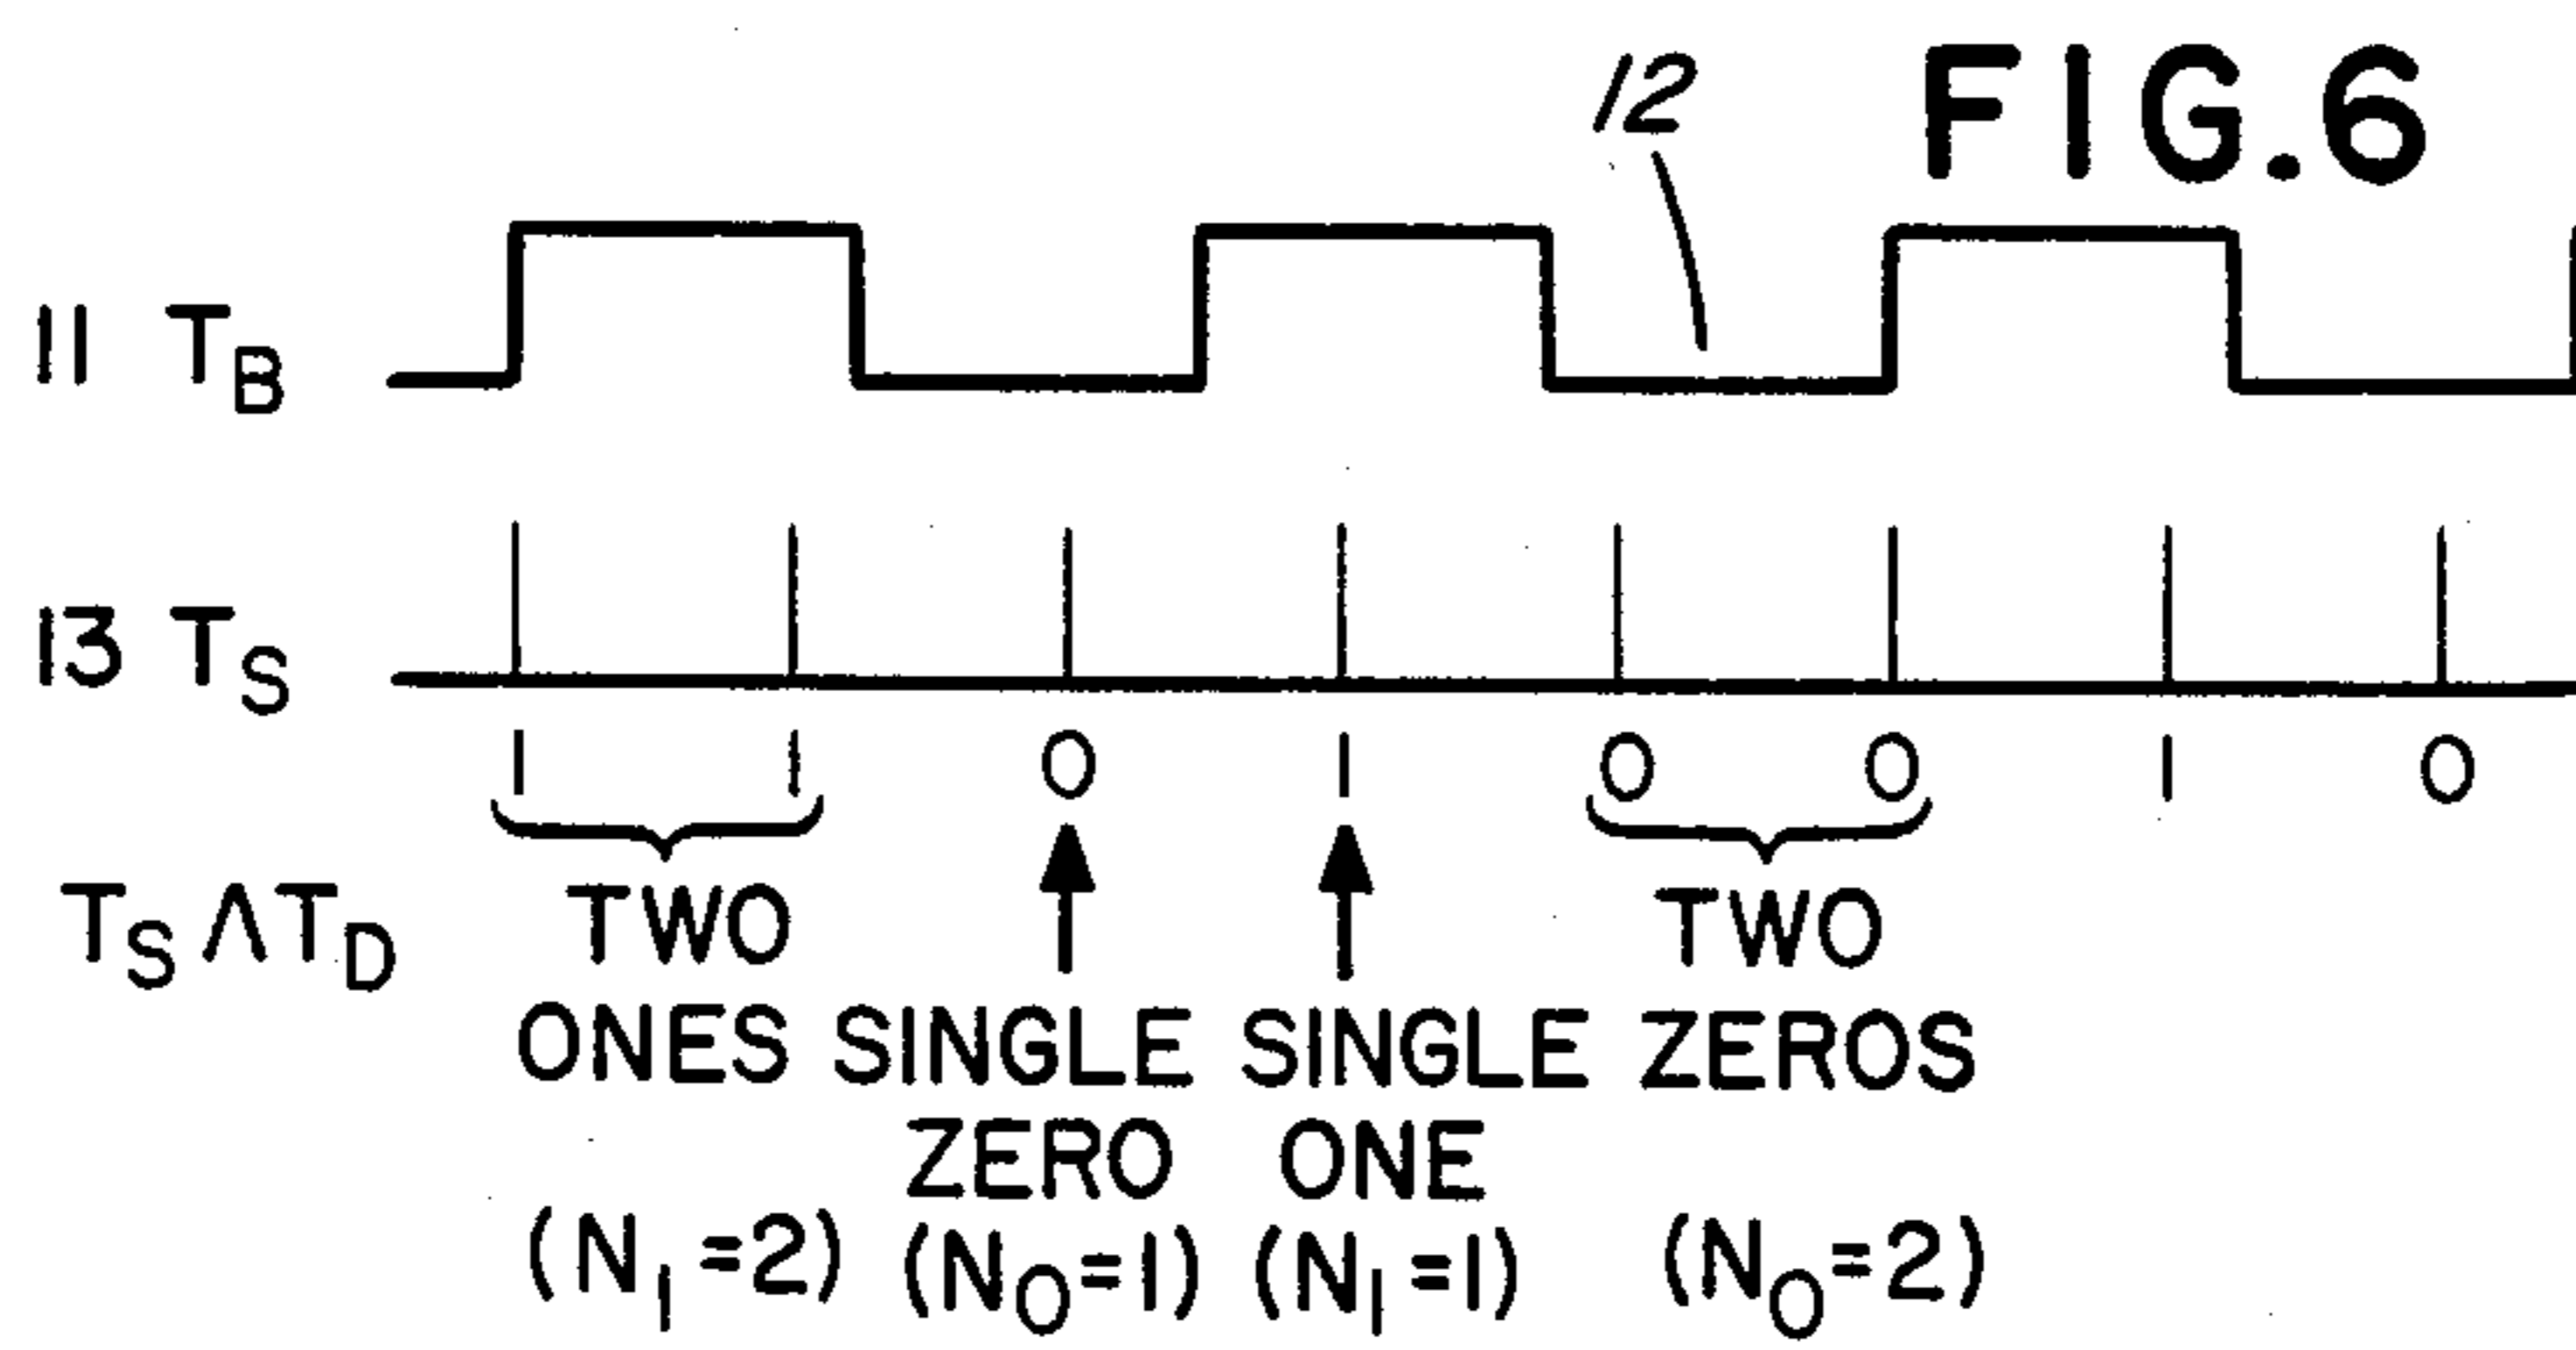 12 FIG.6
11 T_B
13 T_S
1 1 0 1 0 0 1 0
T_S Λ T_D TWO TWO
ONES SINGLE SINGLE ZEROS
ZERO ONE
(N_1=2) (N_0=1) (N_1=1) (N_0=2)